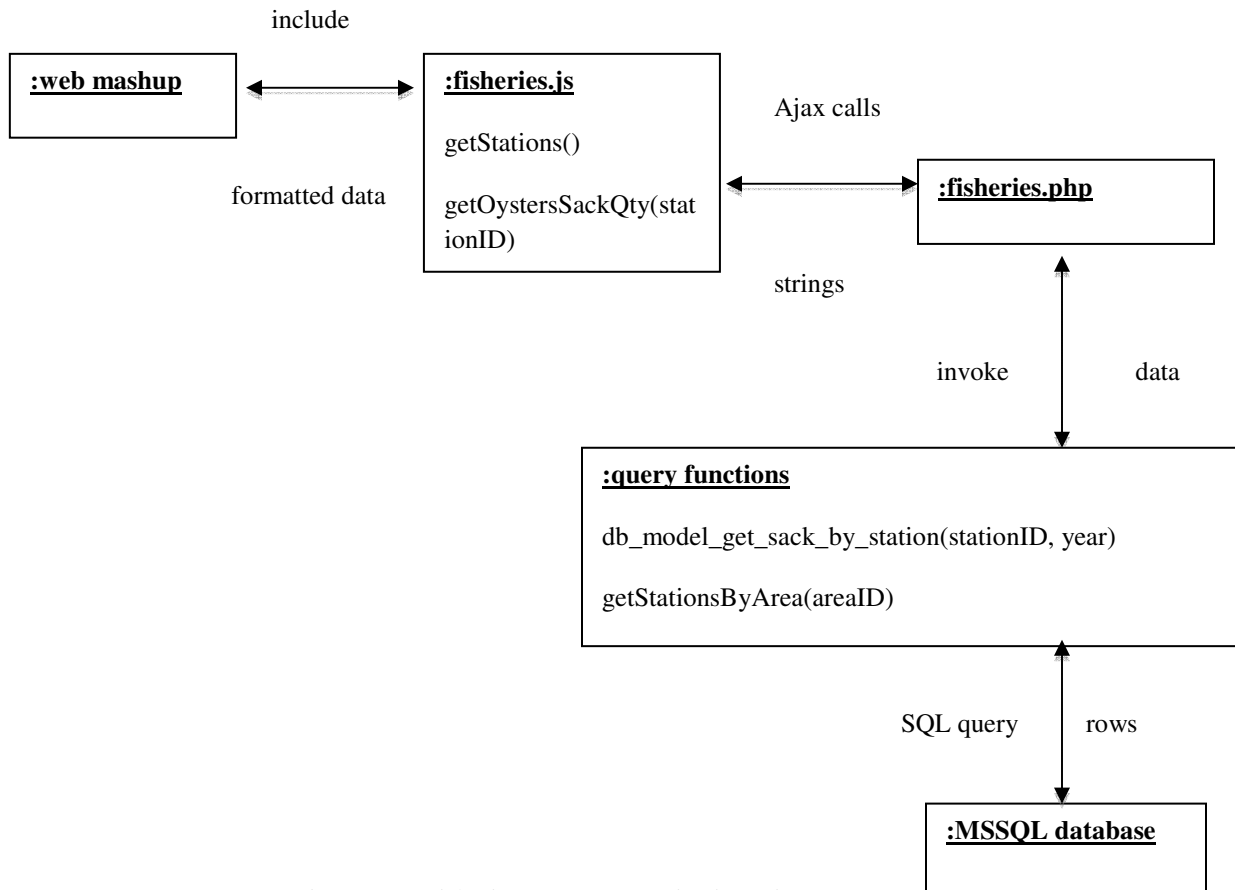 include
:web mashup
:fisheries.js
getStations()
getOystersSackQty(stat
ionID)
formatted data
Ajax calls
:fisheries.php
strings
invoke
data
:query functions
db_model_get_sack_by_station(stationID, year)
getStationsByArea(areaID)
SQL query
rows
:MSSQL database